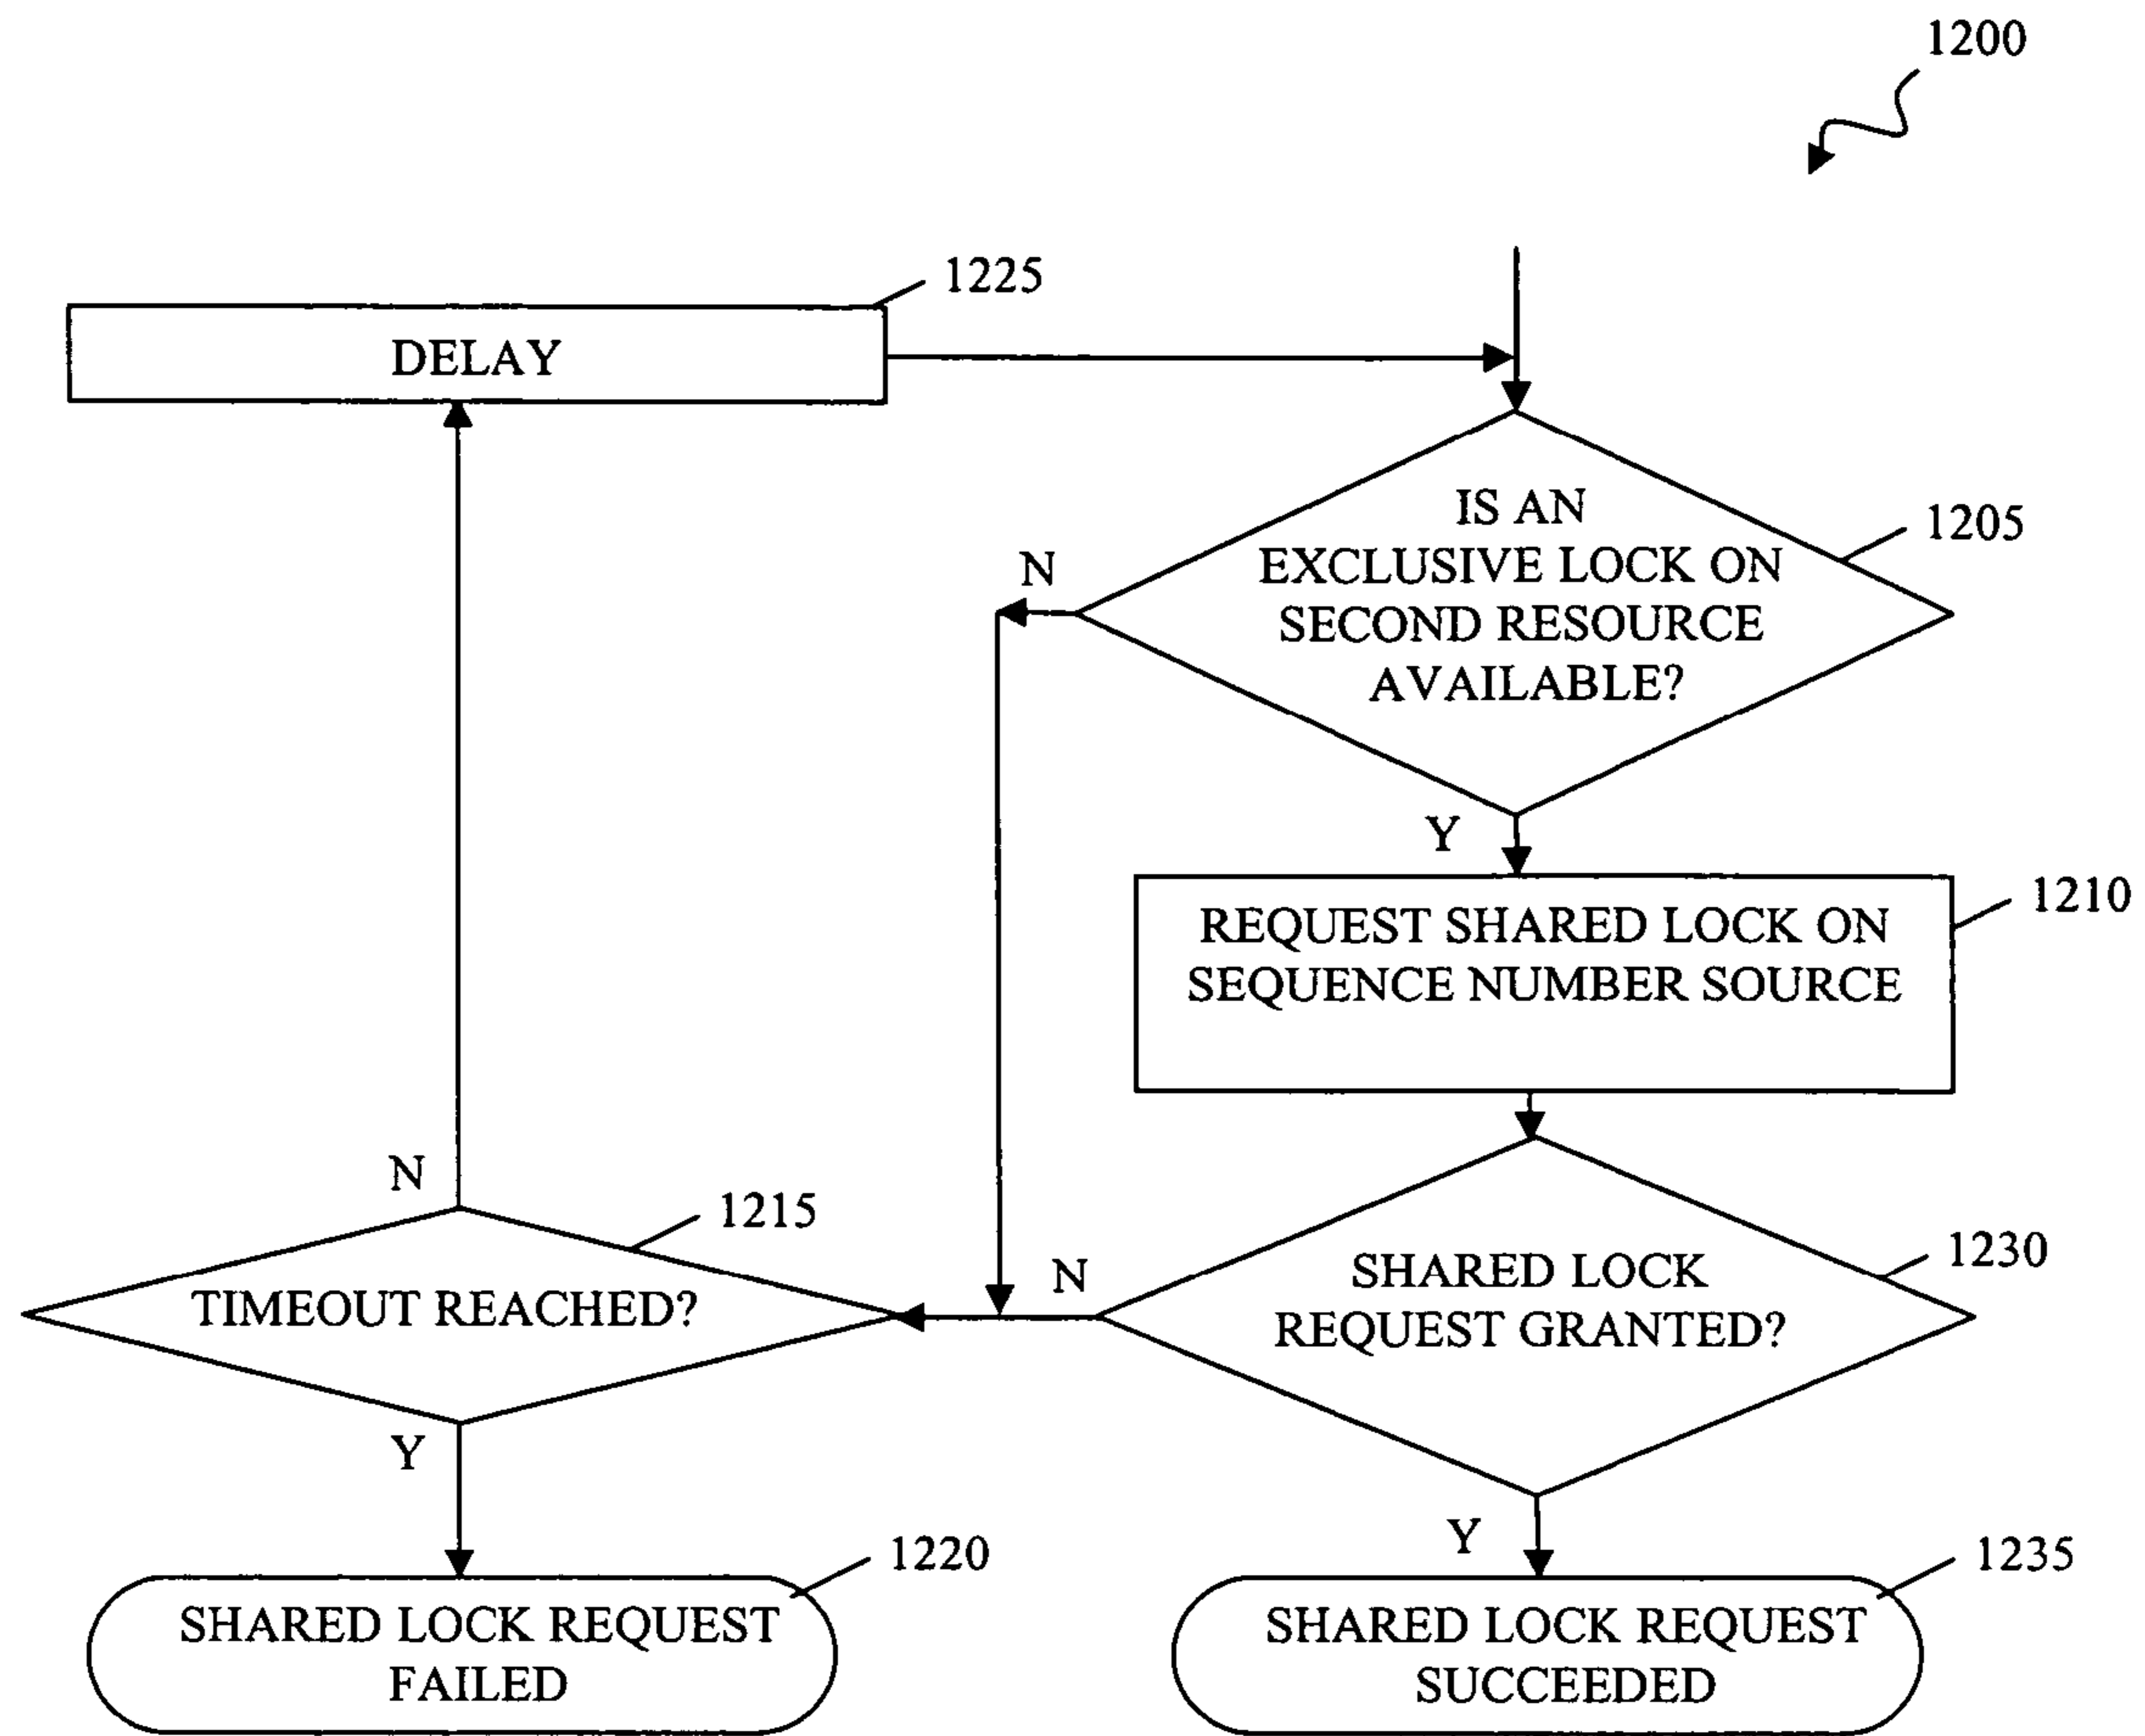 1200
1225
DELAY
IS AN
EXCLUSIVE LOCK ON
SECOND RESOURCE
AVAILABLE?
1205
N
Y
REQUEST SHARED LOCK ON
SEQUENCE NUMBER SOURCE
1210
N
1215
TIMEOUT REACHED?
N
SHARED LOCK
REQUEST GRANTED?
1230
Y
Y
1220
SHARED LOCK REQUEST
FAILED
1235
SHARED LOCK REQUEST
SUCCEEDED